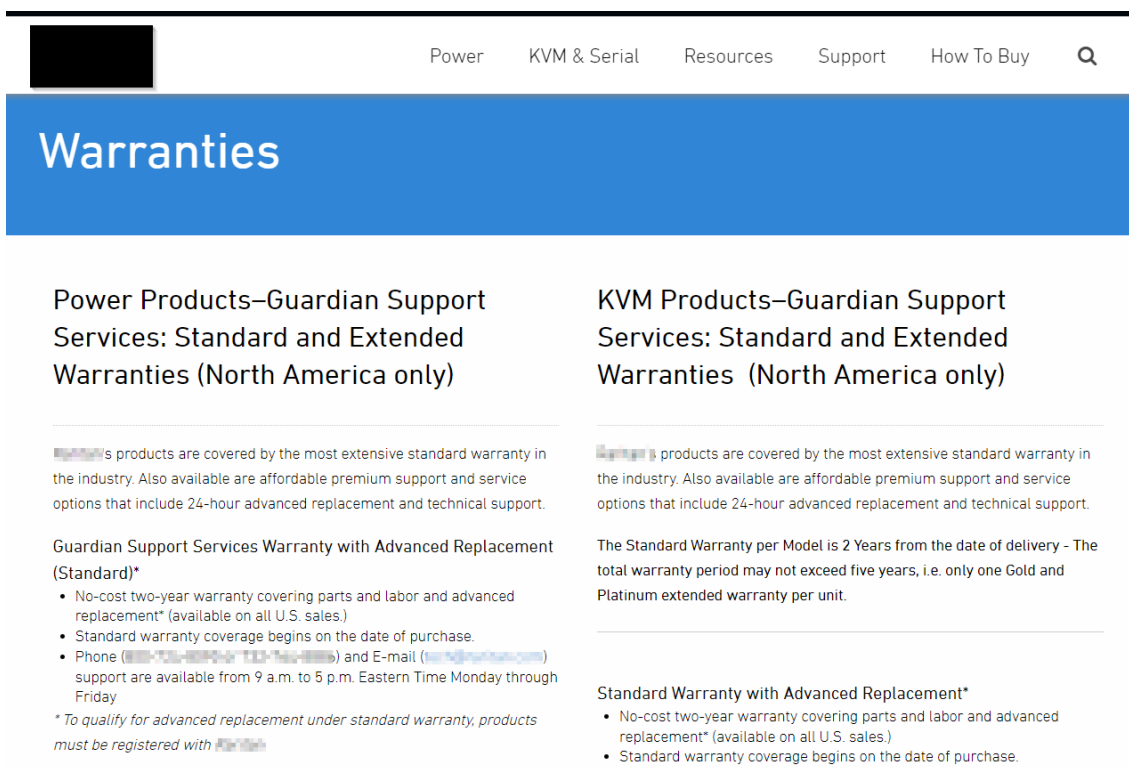 Power KVM & Serial Resources Support How To Buy
Warranties
Power Products–Guardian Support
Services: Standard and Extended
Warranties (North America only)
's products are covered by the most extensive standard warranty in
the industry. Also available are affordable premium support and service
options that include 24-hour advanced replacement and technical support.
Guardian Support Services Warranty with Advanced Replacement
(Standard)*
• No-cost two-year warranty covering parts and labor and advanced
replacement* (available on all U.S. sales.)
• Standard warranty coverage begins on the date of purchase.
• Phone ( ) and E-mail ( )
support are available from 9 a.m. to 5 p.m. Eastern Time Monday through
Friday
* To qualify for advanced replacement under standard warranty, products
must be registered with
KVM Products–Guardian Support
Services: Standard and Extended
Warranties (North America only)
products are covered by the most extensive standard warranty in
the industry. Also available are affordable premium support and service
options that include 24-hour advanced replacement and technical support.
The Standard Warranty per Model is 2 Years from the date of delivery - The
total warranty period may not exceed five years, i.e. only one Gold and
Platinum extended warranty per unit.
Standard Warranty with Advanced Replacement*
• No-cost two-year warranty covering parts and labor and advanced
replacement* (available on all U.S. sales.)
• Standard warranty coverage begins on the date of purchase.